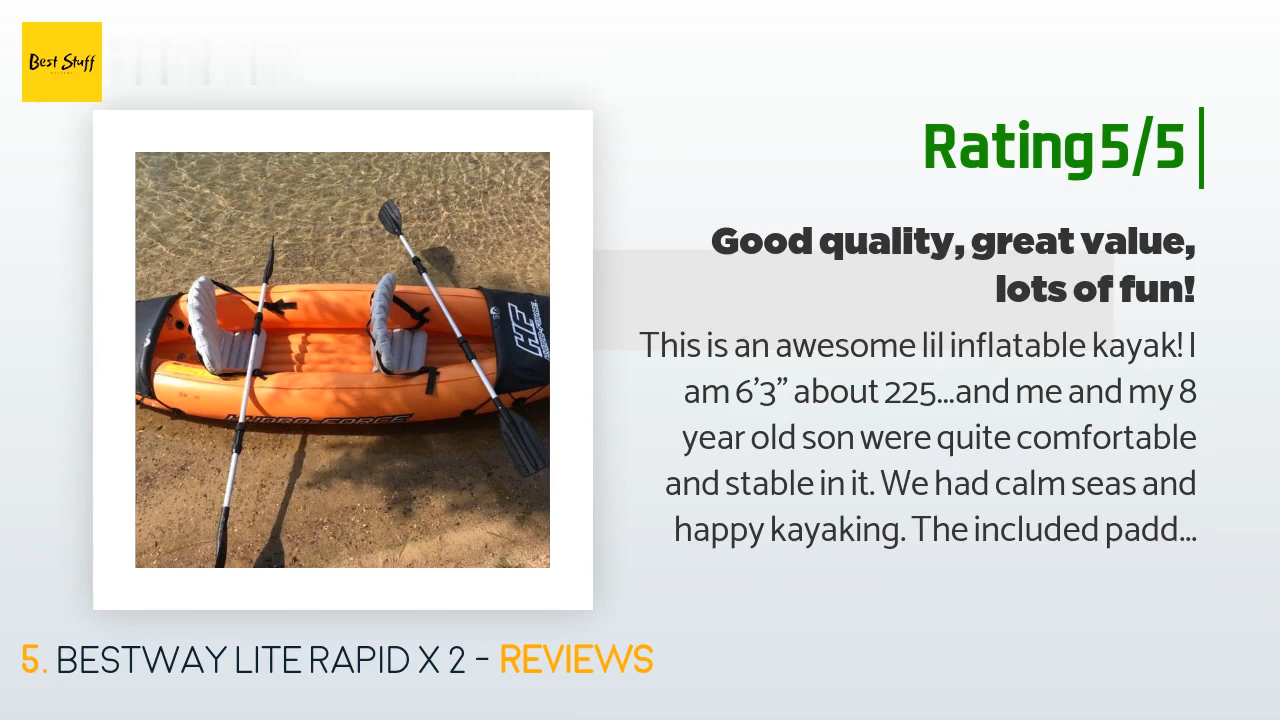 Best Stuff
Rating 5/5
Good quality, great value,
lots of fun!
This is an awesome lil inflatable kayak! I
am 6'3” about 225...and me and my 8
year old son were quite comfortable
and stable in it. We had calm seas and
happy kayaking. The included padd...
HF
HYDRO-FORCE
HYDRO-FORCE
5. BESTWAY LITE RAPID X 2 - REVIEWS